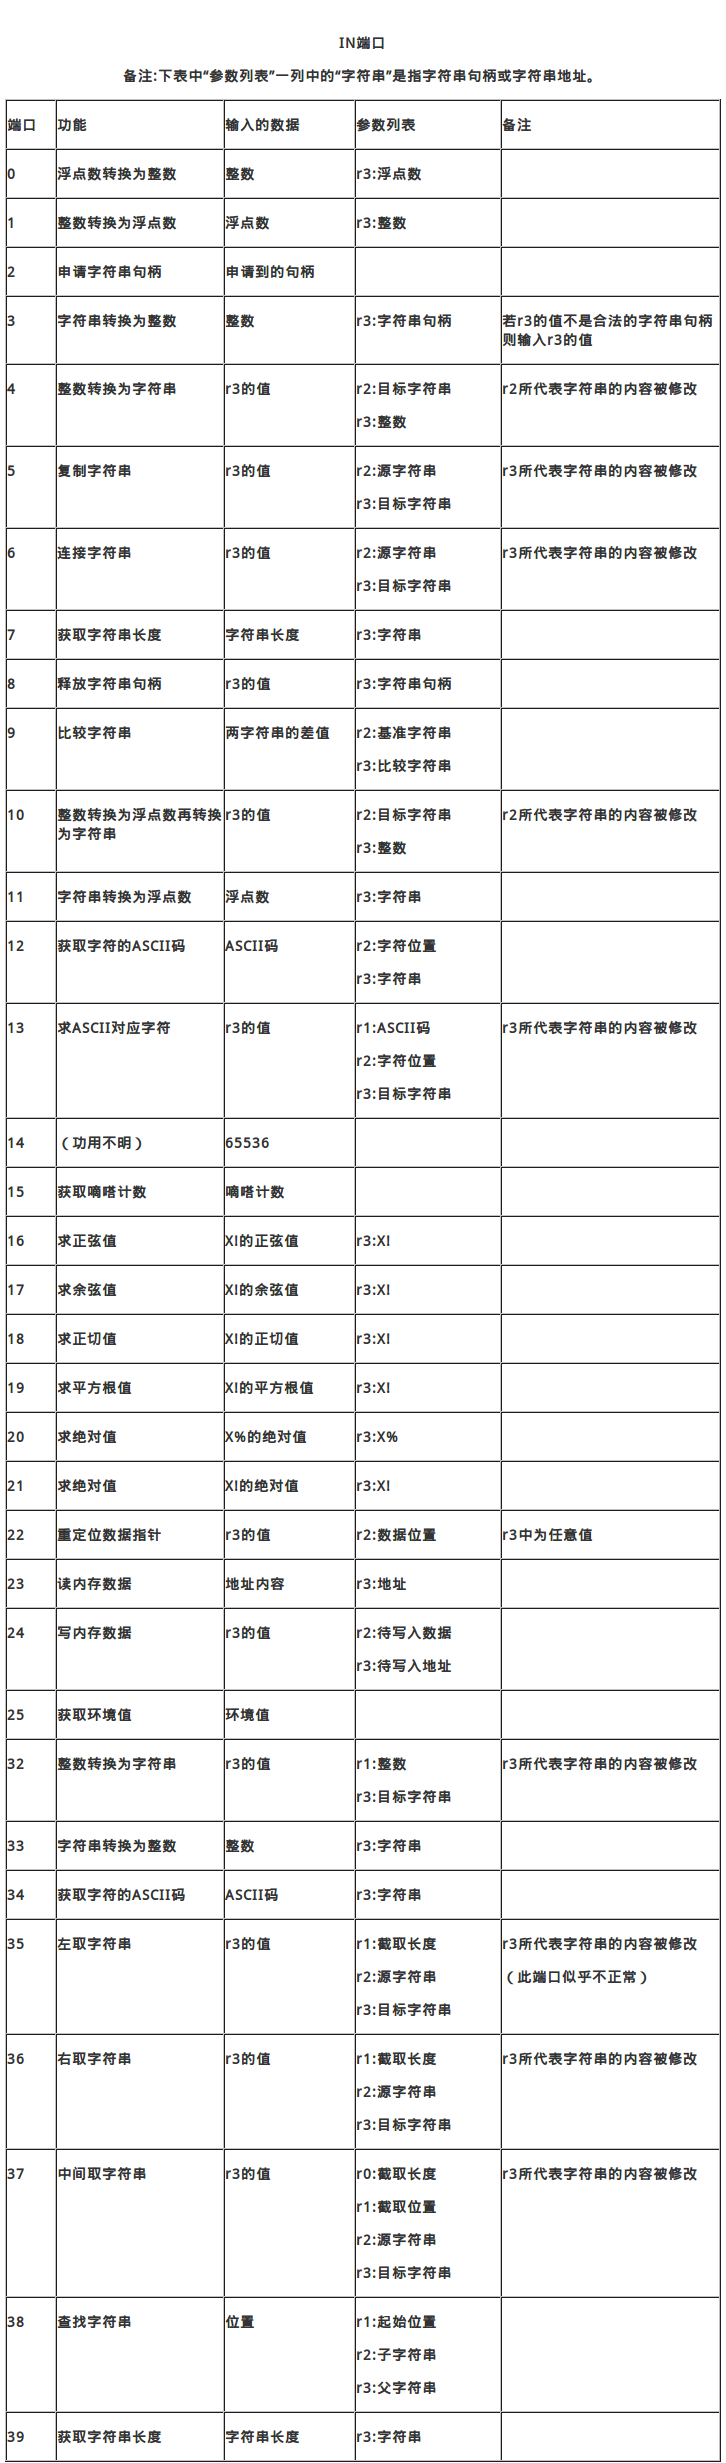 IN端口
备注:下表中“参数列表”一列中的“字符串”是指字符串句柄或字符串地址。
端口 功能 输入的数据 参数列表 备注
0 浮点数转换为整数 整数 r3:浮点数
1 整数转换为浮点数 浮点数 r3:整数
2 申请字符串句柄 申请到的句柄
3 字符串转换为整数 整数 r3:字符串句柄 若r3的值不是合法的字符串句柄
则输入r3的值
4 整数转换为字符串 r3的值 r2:目标字符串 r2所代表字符串的内容被修改
r3:整数
5 复制字符串 r3的值 r2:源字符串 r3所代表字符串的内容被修改
r3:目标字符串
6 连接字符串 r3的值 r2:源字符串 r3所代表字符串的内容被修改
r3:目标字符串
7 获取字符串长度 字符串长度 r3:字符串
8 释放字符串句柄 r3的值 r3:字符串句柄
9 比较字符串 两字符串的差值 r2:基准字符串
r3:比较字符串
10 整数转换为浮点数再转换 r3的值 r2:目标字符串 r2所代表字符串的内容被修改
为字符串 r3:整数
11 字符串转换为浮点数 浮点数 r3:字符串
12 获取字符的ASCII码 ASCII码 r2:字符位置
r3:字符串
13 求ASCII对应字符 r3的值 r1:ASCII码 r3所代表字符串的内容被修改
r2:字符位置
r3:目标字符串
14 （功用不明） 65536
15 获取嘀嗒计数 嘀嗒计数
16 求正弦值 X!的正弦值 r3:X!
17 求余弦值 X!的余弦值 r3:X!
18 求正切值 X!的正切值 r3:X!
19 求平方根值 X!的平方根值 r3:X!
20 求绝对值 X%的绝对值 r3:X%
21 求绝对值 X!的绝对值 r3:X!
22 重定位数据指针 r3的值 r2:数据位置 r3中为任意值
23 读内存数据 地址内容 r3:地址
24 写内存数据 r3的值 r2:待写入数据
r3:待写入地址
25 获取环境值 环境值
32 整数转换为字符串 r3的值 r1:整数 r3所代表字符串的内容被修改
r3:目标字符串
33 字符串转换为整数 整数 r3:字符串
34 获取字符的ASCII码 ASCII码 r3:字符串
35 左取字符串 r3的值 r1:截取长度 r3所代表字符串的内容被修改
r2:源字符串 （此端口似乎不正常）
r3:目标字符串
36 右取字符串 r3的值 r1:截取长度 r3所代表字符串的内容被修改
r2:源字符串
r3:目标字符串
37 中间取字符串 r3的值 r0:截取长度 r3所代表字符串的内容被修改
r1:截取位置
r2:源字符串
r3:目标字符串
38 查找字符串 位置 r1:起始位置
r2:子字符串
r3:父字符串
39 获取字符串长度 字符串长度 r3:字符串